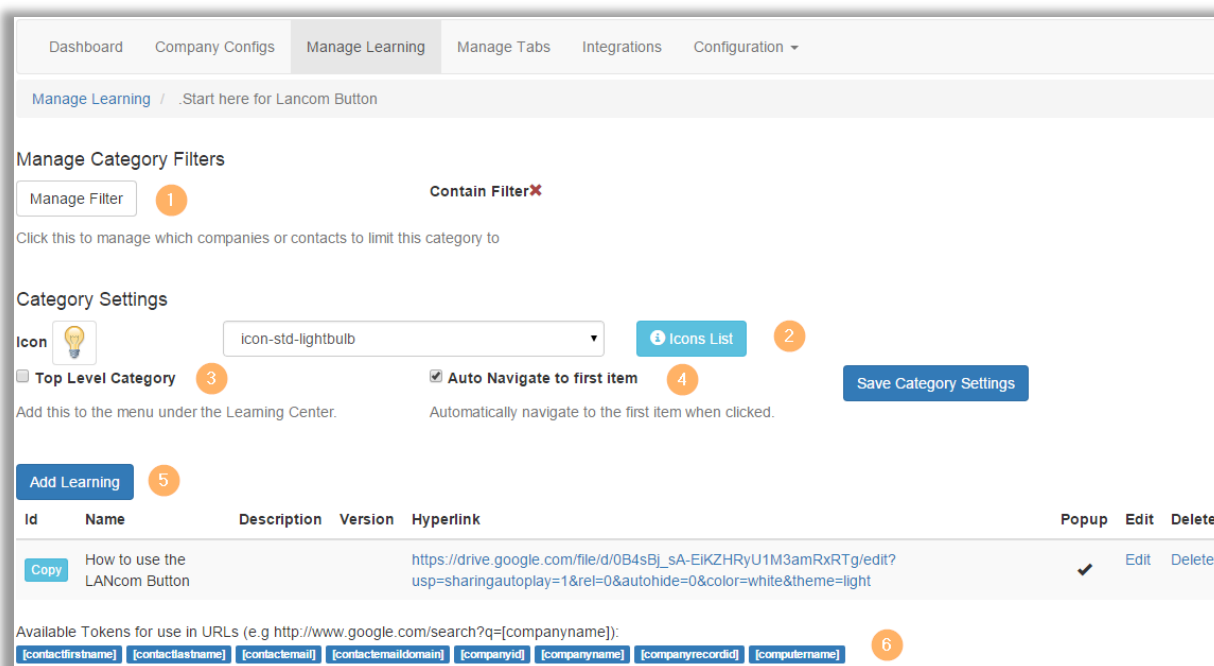 Dashboard Company Configs Manage Learning Manage Tabs Integrations Configuration
Manage Learning / .Start here for Lancom Button
Manage Category Filters
Manage Filter 1 Contain Filter
Click this to manage which companies or contacts to limit this category to
Category Settings
Icon icon-std-lightbulb Icons List 2
Top Level Category 3 Auto Navigate to first item 4 Save Category Settings
Add this to the menu under the Learning Center. Automatically navigate to the first item when clicked.
Add Learning 5
Id Name Description Version Hyperlink Popup Edit Delete
Copy How to use the LANcom Button https://drive.google.com/file/d/0B4sBj_sA-EiKZHRyU1M3amRxRTg/edit?usp=sharingautoplay=1&rel=0&autohide=0&color=white&theme=light Edit Delete
Available Tokens for use in URLs (e.g http://www.google.com/search?q=[companyname]):
[contactfirstname] [contactlastname] [contactemail] [contactemaildomain] [companyid] [companyname] [companyrecordid] [computername] 6